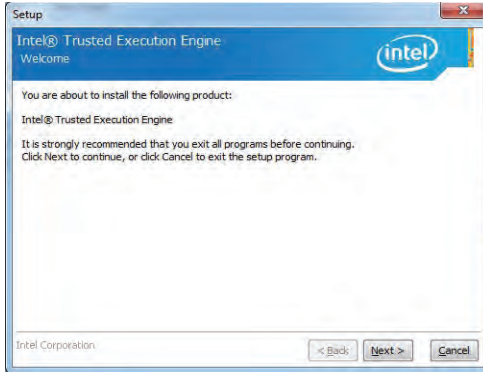 Setup
Intel® Trusted Execution Engine
Welcome
intel
You are about to install the following product:
Intel® Trusted Execution Engine
It is strongly recommended that you exit all programs before continuing.
Click Next to continue, or click Cancel to exit the setup program.
Intel Corporation
< Back
Next >
Cancel